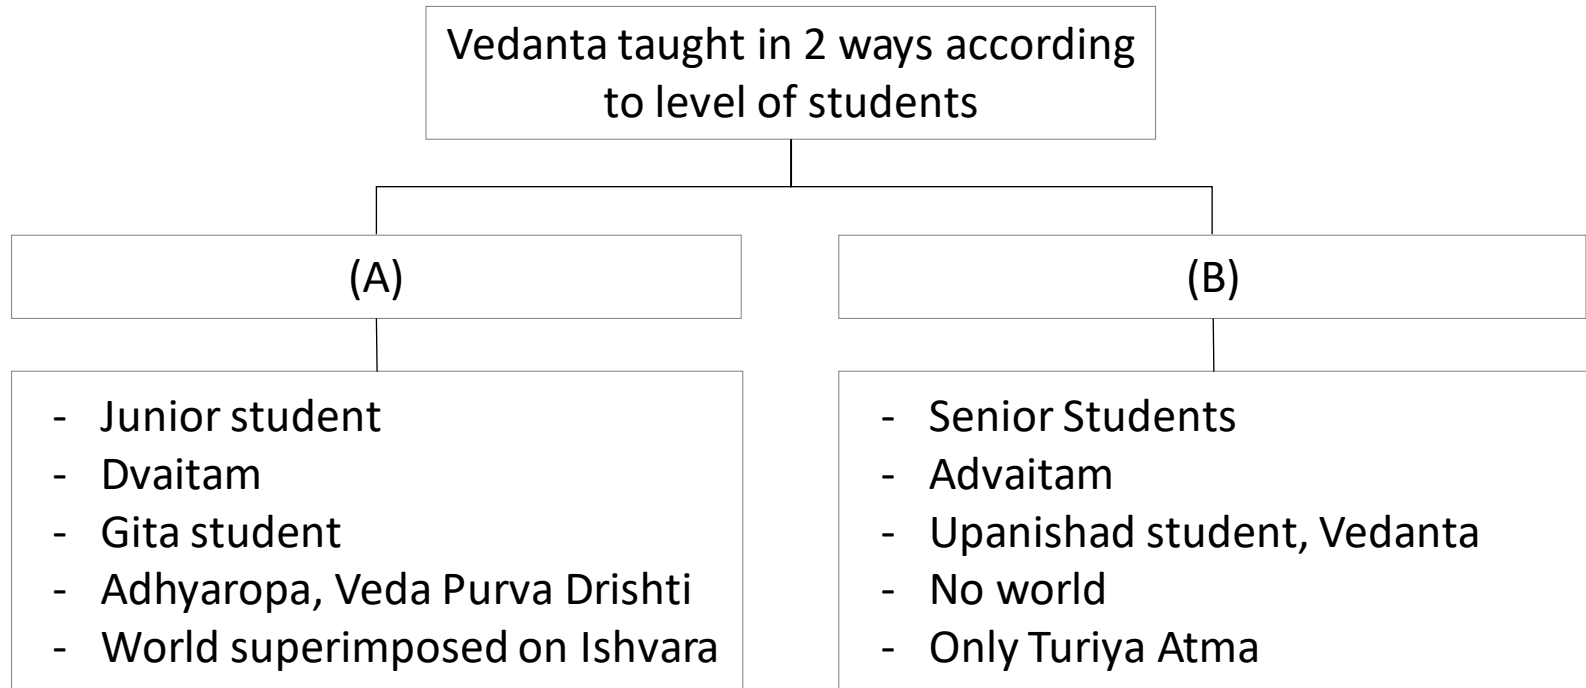 Vedanta taught in 2 ways according
to level of students
(A)
(B)
- Junior student
- Dvaitam
- Gita student
- Adhyaropa, Veda Purva Drishti
- World superimposed on Ishvara
- Senior Students
- Advaitam
- Upanishad student, Vedanta
- No world
- Only Turiya Atma